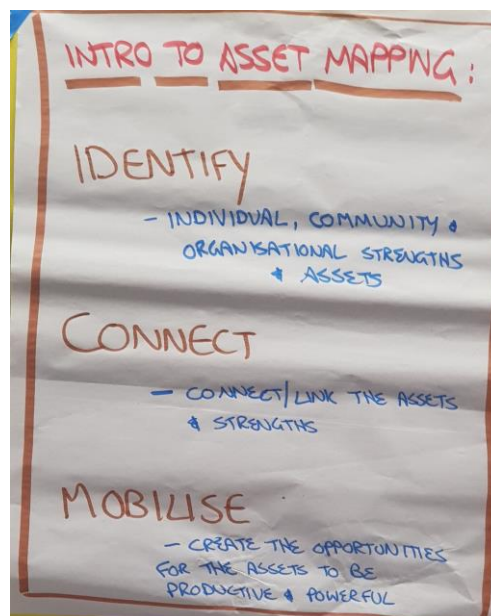 INTRO TO ASSET MAPPING:
IDENTIFY
- INDIVIDUAL, COMMUNITY &
ORGANISATIONAL STRENGTHS
& ASSETS
CONNECT
- CONNECT/LINK THE ASSETS
& STRENGTHS
MOBILISE
- CREATE THE OPPORTUNITIES
FOR THE ASSETS TO BE
PRODUCTIVE & POWERFUL